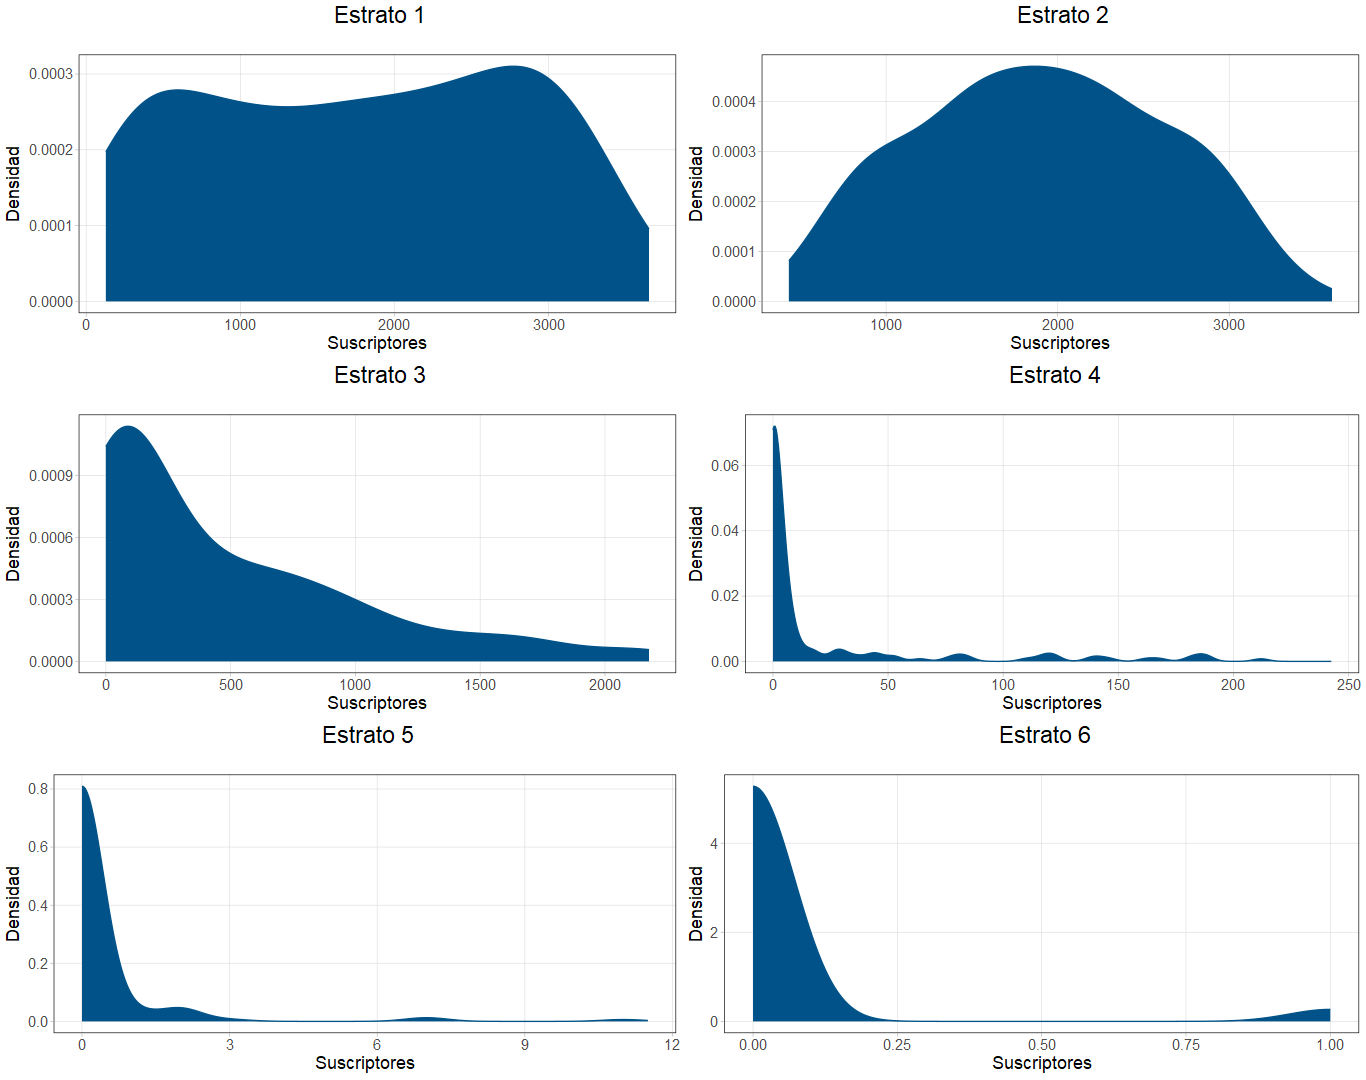 Estrato 1
Densidad
0.0003
0.0002
0.0001
0.0000
0 1000 2000 3000
Suscriptores
Estrato 2
Densidad
0.0004
0.0003
0.0002
0.0001
0.0000
1000 2000 3000
Suscriptores
Estrato 3
Densidad
0.0009
0.0006
0.0003
0.0000
0 500 1000 1500 2000
Suscriptores
Estrato 4
Densidad
0.06
0.04
0.02
0.00
0 50 100 150 200 250
Suscriptores
Estrato 5
Densidad
0.8
0.6
0.4
0.2
0.0
0 3 6 9 12
Suscriptores
Estrato 6
Densidad
4
2
0
0.00 0.25 0.50 0.75 1.00
Suscriptores